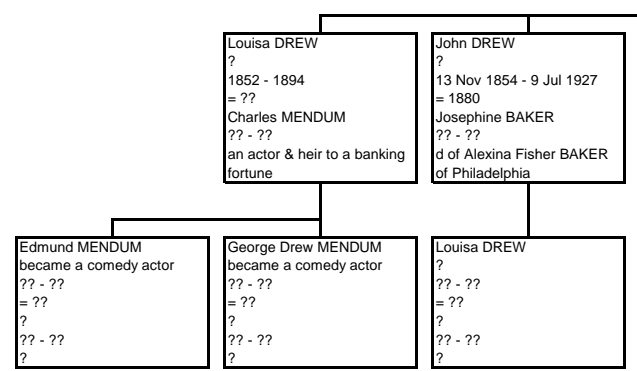 Louisa DREW
?
1852 - 1894
= ??
Charles MENDUM
?? - ??
an actor & heir to a banking
fortune
John DREW
?
13 Nov 1854 - 9 Jul 1927
= 1880
Josephine BAKER
?? - ??
d of Alexina Fisher BAKER
of Philadelphia
Edmund MENDUM
became a comedy actor
?? - ??
= ??
?
?? - ??
?
George Drew MENDUM
became a comedy actor
?? - ??
= ??
?
?? - ??
?
Louisa DREW
?
?? - ??
= ??
?
?? - ??
?